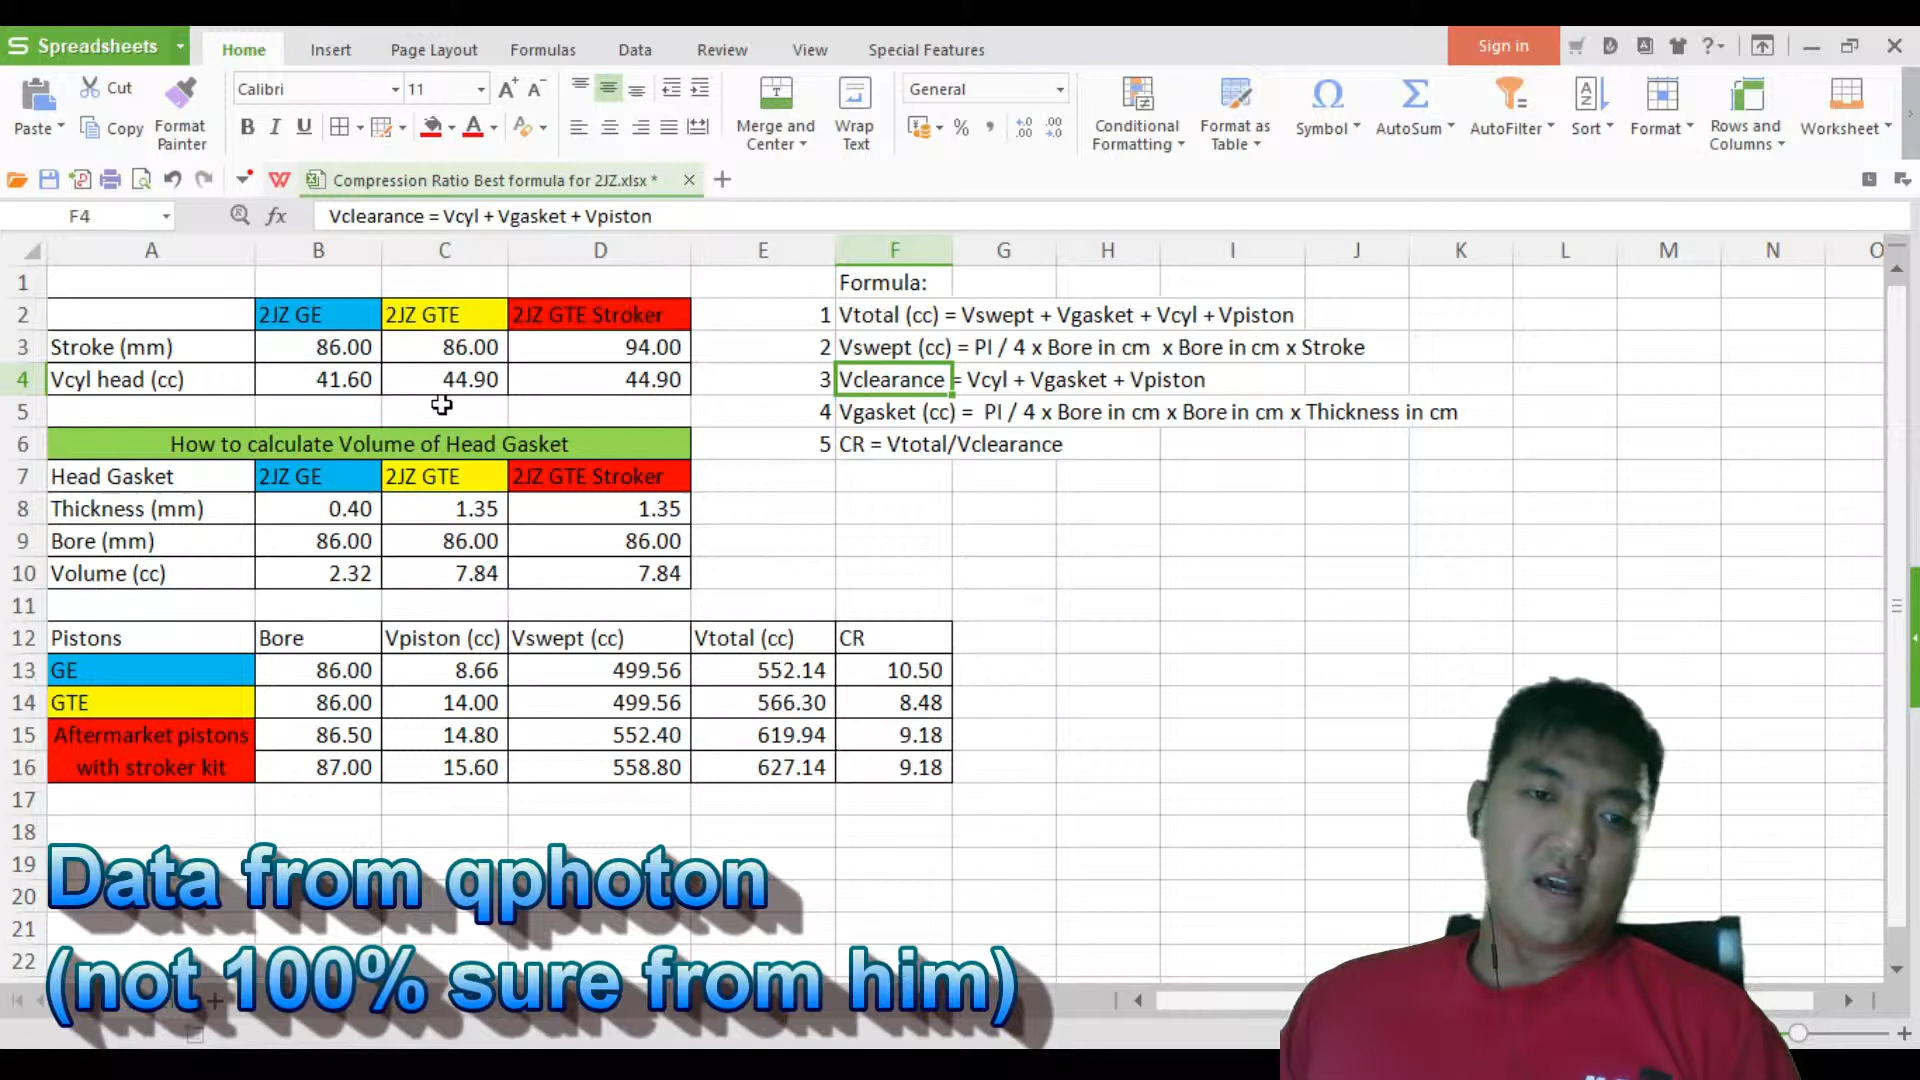 Spreadsheets
Home Insert Page Layout Formulas Data Review View Special Features
Sign in
Paste Cut Copy Format Painter
Calibri 11
B I U
Merge and Center Wrap Text
General
Conditional Formatting Format as Table Symbol AutoSum AutoFilter Sort Format Rows and Columns Worksheet
Compression Ratio Best formula for 2JZ.xlsx *
F4 fx Vclearance = Vcyl + Vgasket + Vpiston
A B C D E F G H I J K L M N O
1 Formula:
2 2JZ GE 2JZ GTE 2JZ GTE Stroker 1 Vtotal (cc) = Vswept + Vgasket + Vcyl + Vpiston
3 Stroke (mm) 86.00 86.00 94.00 2 Vswept (cc) = PI / 4 x Bore in cm x Bore in cm x Stroke
4 Vcyl head (cc) 41.60 44.90 44.90 3 Vclearance = Vcyl + Vgasket + Vpiston
5 4 Vgasket (cc) = PI / 4 x Bore in cm x Bore in cm x Thickness in cm
6 How to calculate Volume of Head Gasket 5 CR = Vtotal/Vclearance
7 Head Gasket 2JZ GE 2JZ GTE 2JZ GTE Stroker
8 Thickness (mm) 0.40 1.35 1.35
9 Bore (mm) 86.00 86.00 86.00
10 Volume (cc) 2.32 7.84 7.84
11
12 Pistons Bore Vpiston (cc) Vswept (cc) Vtotal (cc) CR
13 GE 86.00 8.66 499.56 552.14 10.50
14 GTE 86.00 14.00 499.56 566.30 8.48
15 Aftermarket pistons 86.50 14.80 552.40 619.94 9.18
16 with stroker kit 87.00 15.60 558.80 627.14 9.18
17
18
19
20
21
22
Data from qphoton
(not 100% sure from him)